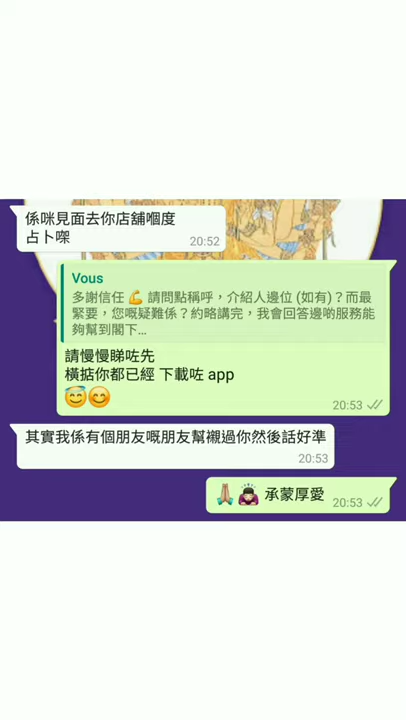 係咪見面去你店舖嗰度
占卜㗎
20:52
Vous
多謝信任 💪 請問點稱呼，介紹人邊位 (如有)？而最
緊要，您嘅疑難係？約略講完，我會回答邊啲服務能
夠幫到閣下…
請慢慢睇咗先
橫掂你都已經 下載咗 app
😇😊
20:53
其實我係有個朋友嘅朋友幫襯過你然後話好準
20:53
🙏🏼🙇🏻‍♂️ 承蒙厚愛 20:53